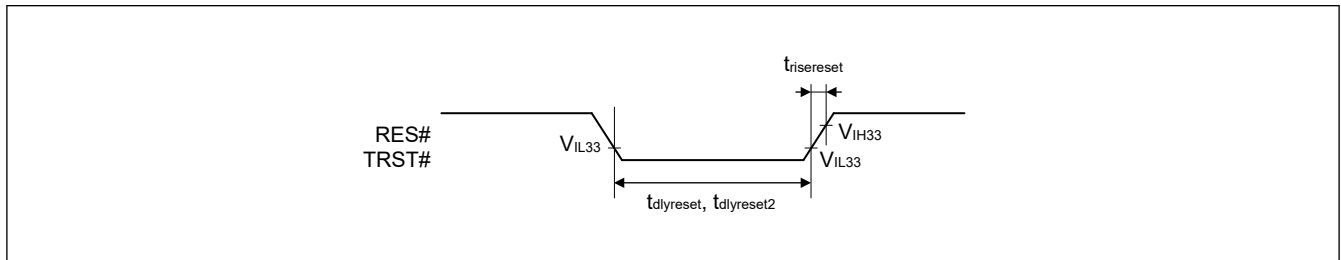 trisereset
RES#
TRST#
VIL33
VIH33
VIL33
tdlyreset, tdlyreset2